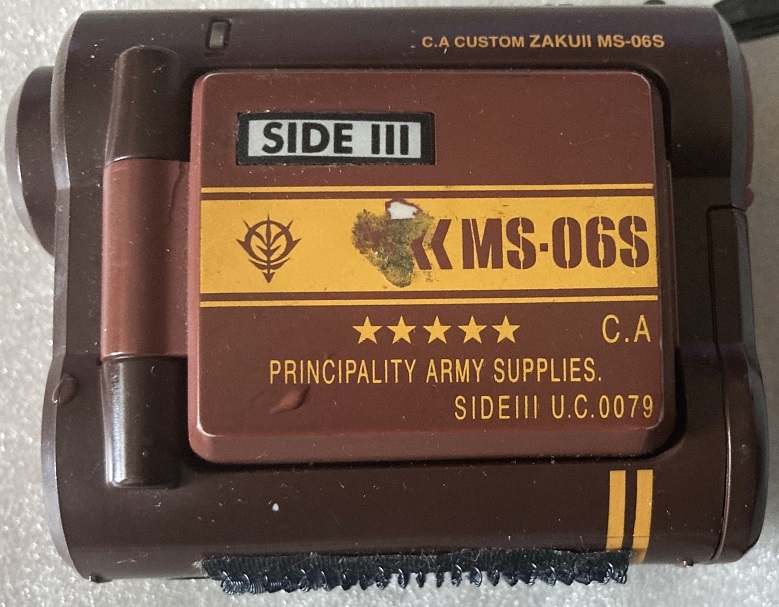 C.A CUSTOM ZAKUII MS-06S
SIDE III
MS-06S
C.A
PRINCIPALITY ARMY SUPPLIES.
SIDEIII U.C.0079